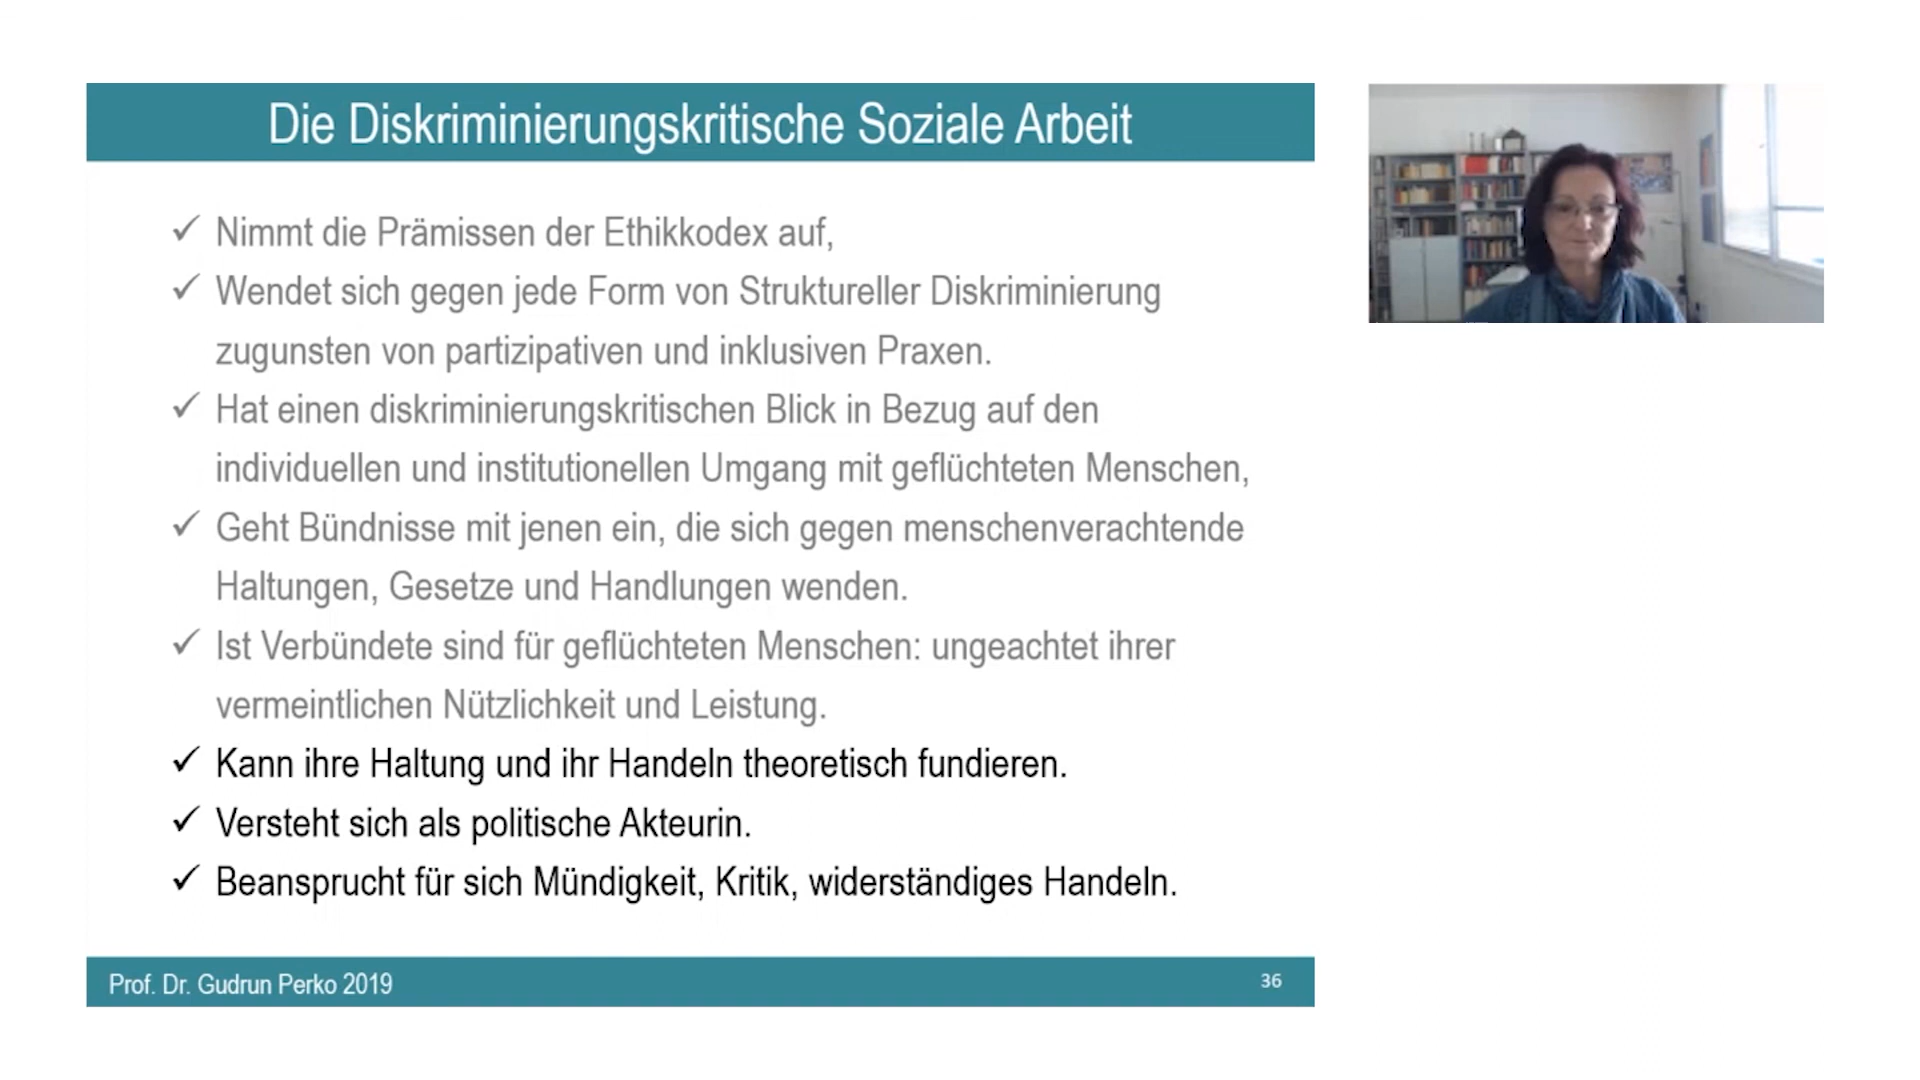 Die Diskriminierungskritische Soziale Arbeit
✓ Nimmt die Prämissen der Ethikkodex auf,
✓ Wendet sich gegen jede Form von Struktureller Diskriminierung
zugunsten von partizipativen und inklusiven Praxen.
✓ Hat einen diskriminierungskritischen Blick in Bezug auf den
individuellen und institutionellen Umgang mit geflüchteten Menschen,
✓ Geht Bündnisse mit jenen ein, die sich gegen menschenverachtende
Haltungen, Gesetze und Handlungen wenden.
✓ Ist Verbündete sind für geflüchteten Menschen: ungeachtet ihrer
vermeintlichen Nützlichkeit und Leistung.
✓ Kann ihre Haltung und ihr Handeln theoretisch fundieren.
✓ Versteht sich als politische Akteurin.
✓ Beansprucht für sich Mündigkeit, Kritik, widerständiges Handeln.
Prof. Dr. Gudrun Perko 2019
36